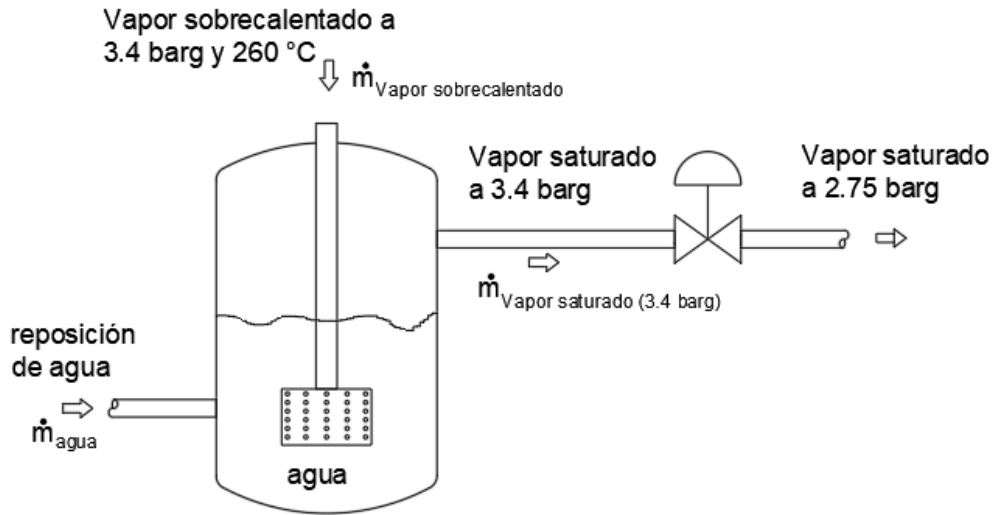 Vapor sobrecalentado a
3.4 barg y 260 °C
ṁVapor sobrecalentado
Vapor saturado
a 3.4 barg
Vapor saturado
a 2.75 barg
ṁVapor saturado (3.4 barg)
reposición
de agua
ṁagua
agua